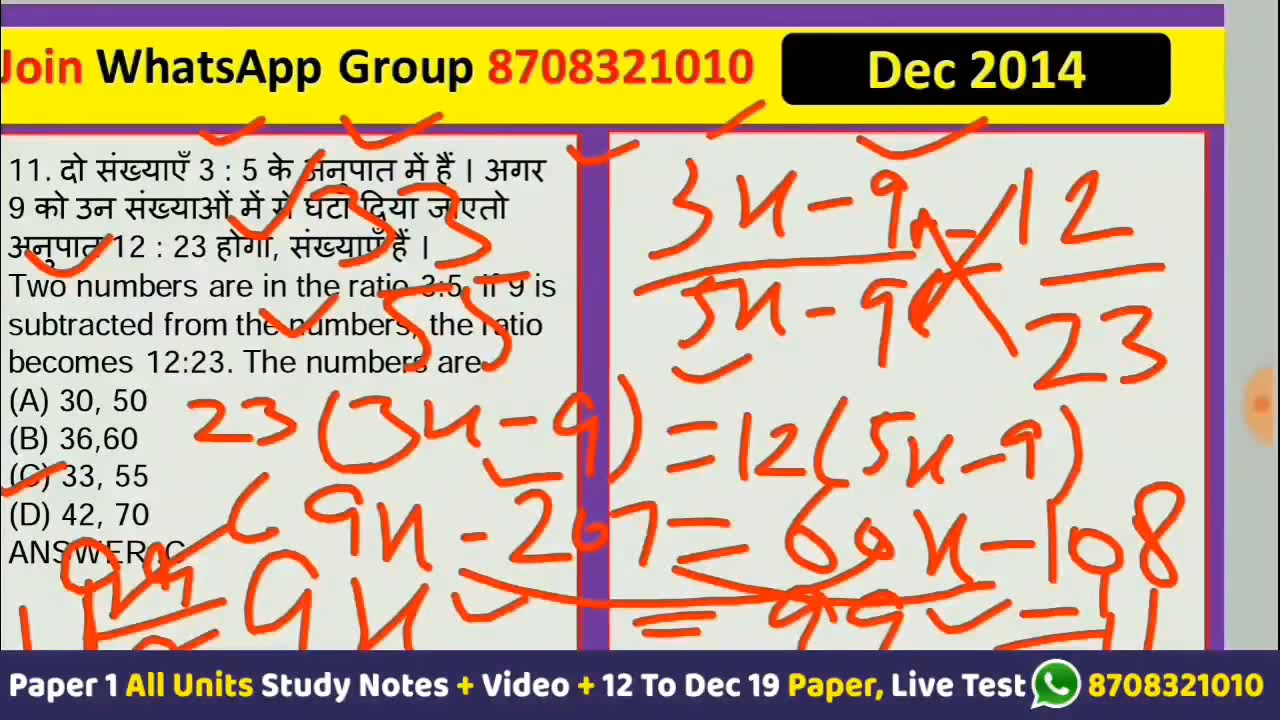 Join WhatsApp Group 8708321010
Dec 2014
11. दो संख्याएँ 3 : 5 के अनुपात में हैं । अगर
9 को उन संख्याओं में से घटा दिया जाएतो
अनुपात 12 : 23 होगा, संख्याएँ हैं ।
Two numbers are in the ratio 3:5. If 9 is
subtracted from the numbers, the ratio
becomes 12:23. The numbers are
(A) 30, 50
(B) 36,60
(C) 33, 55
(D) 42, 70
ANSWER C
33
55
3x - 9 = 12
5x - 9 23
23 (3x - 9) = 12 (5x - 9)
69x - 207 = 60x - 108
9x = 99
Paper 1 All Units Study Notes + Video + 12 To Dec 19 Paper, Live Test 8708321010